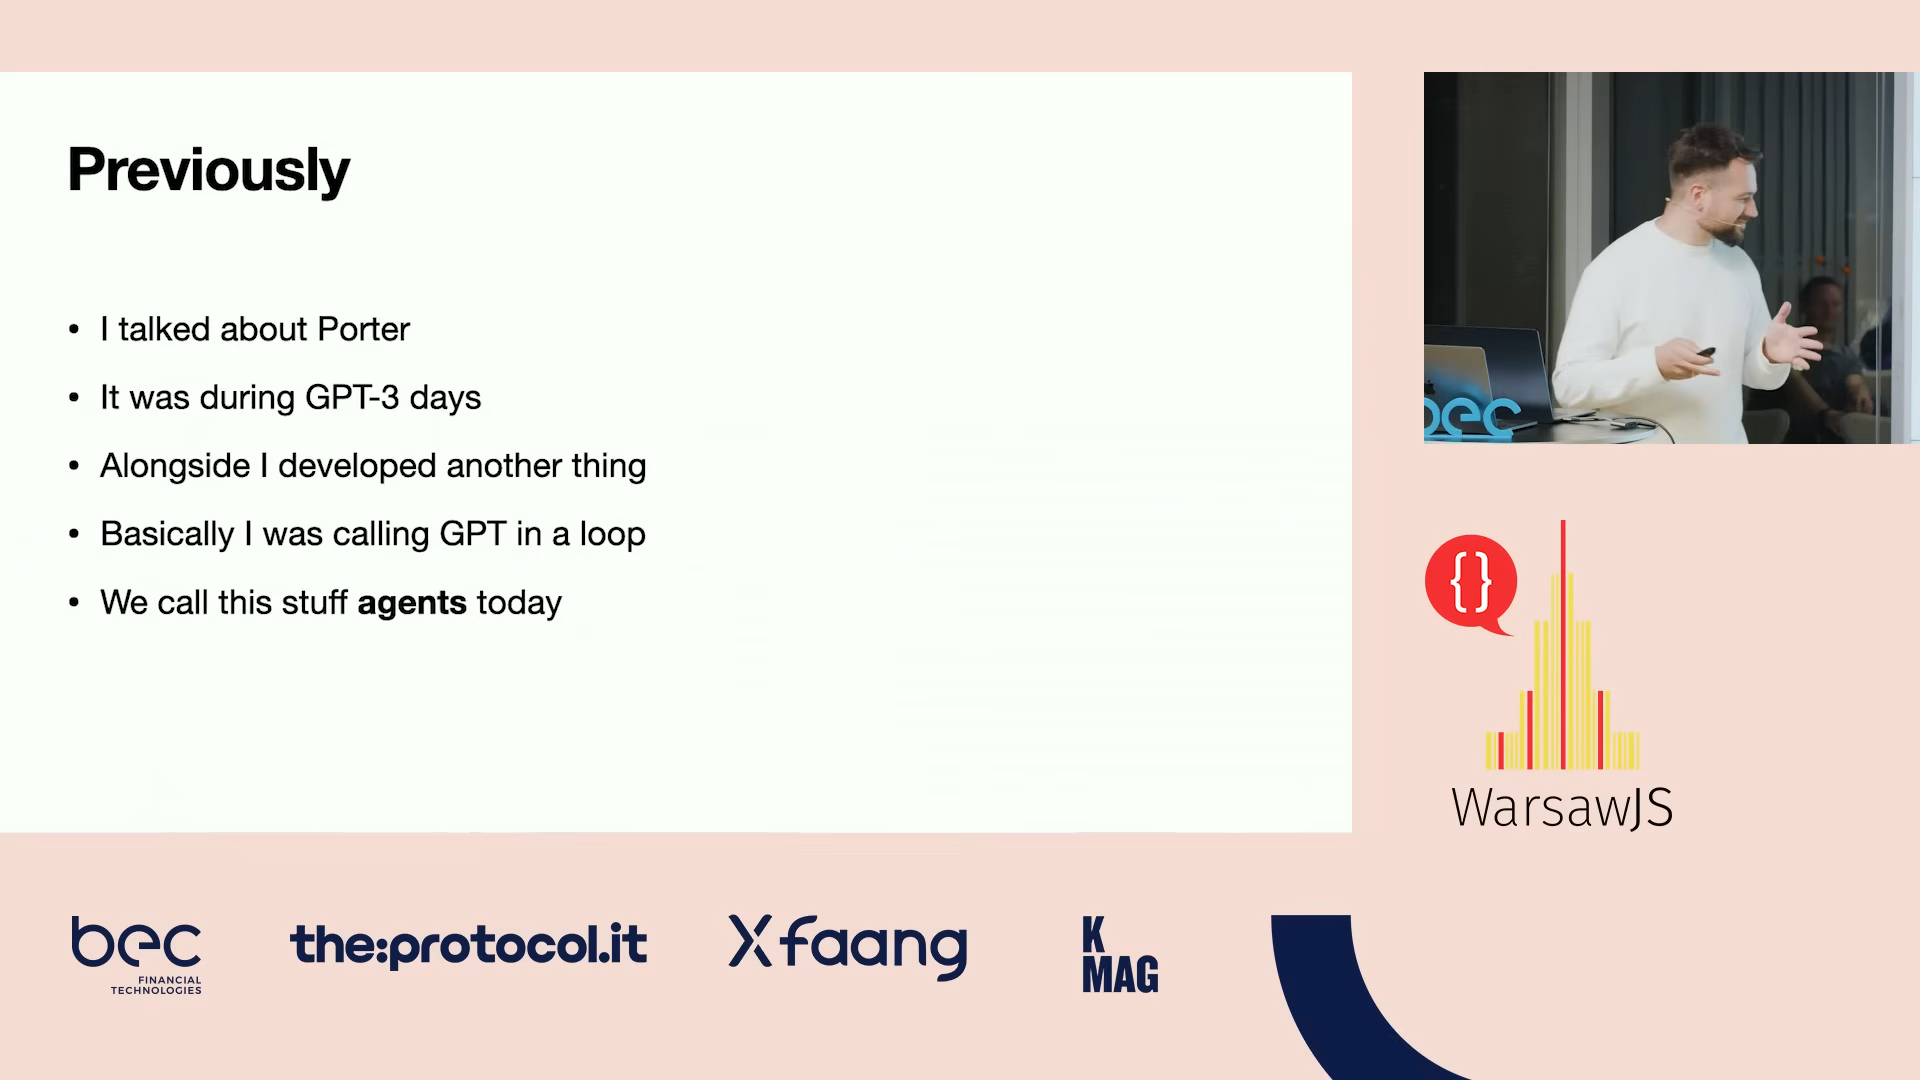 Previously
• I talked about Porter
• It was during GPT-3 days
• Alongside I developed another thing
• Basically I was calling GPT in a loop
• We call this stuff agents today
bec
{}
WarsawJS
bec
FINANCIAL
TECHNOLOGIES
the:protocol.it
Xfaang
K
MAG